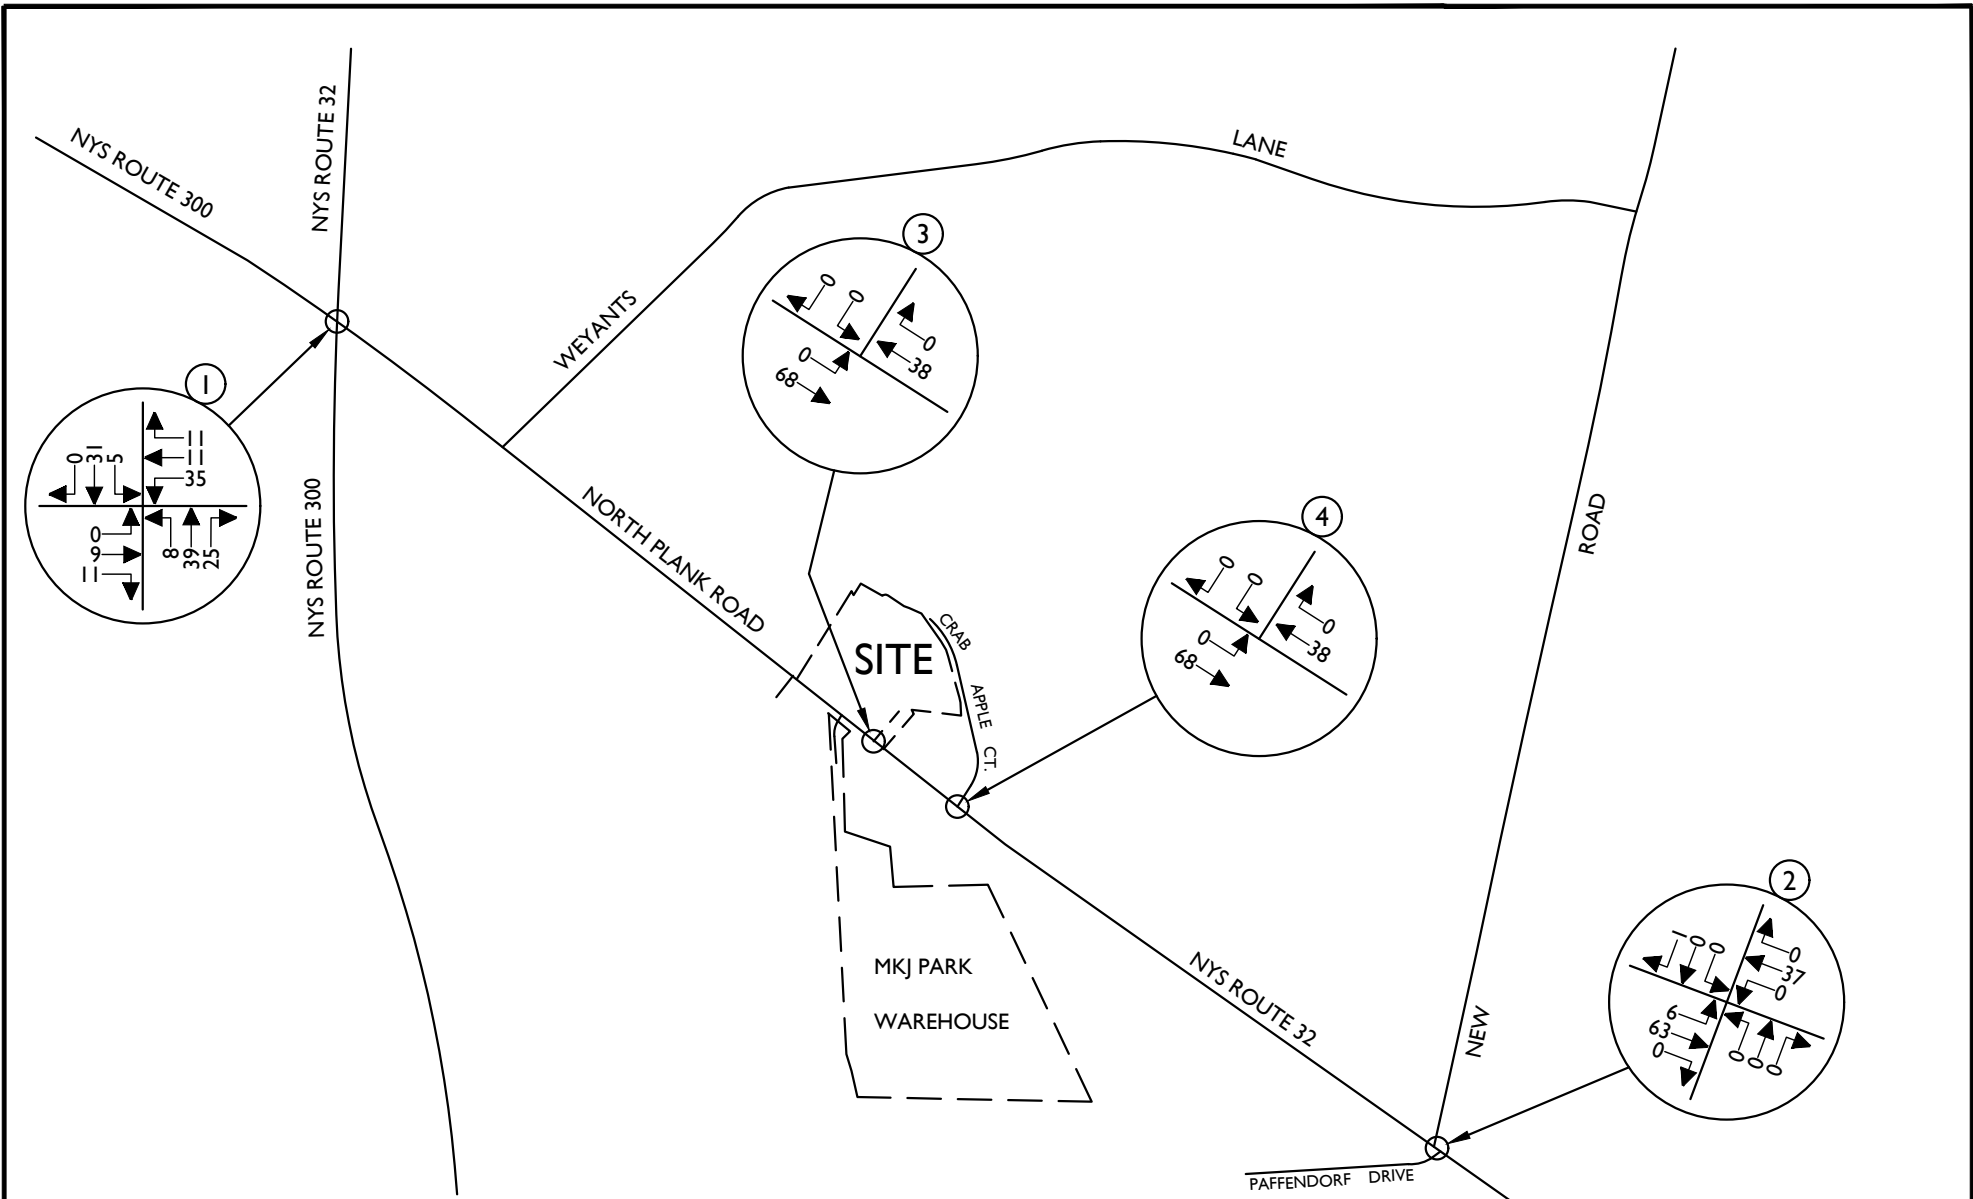 NYS ROUTE 300
NYS ROUTE 32
WEYANTS
LANE
3
0
0
0
38
0
68
1
0
31
5
11
11
35
0
9
11
8
39
25
NYS ROUTE 300
NORTH PLANK ROAD
4
0
0
0
38
0
68
ROAD
SITE
CRAB
APPLE
CT.
MKJ PARK
WAREHOUSE
NYS ROUTE 32
NEW
2
1
0
0
0
37
0
6
63
0
0
0
0
PAFFENDORF DRIVE